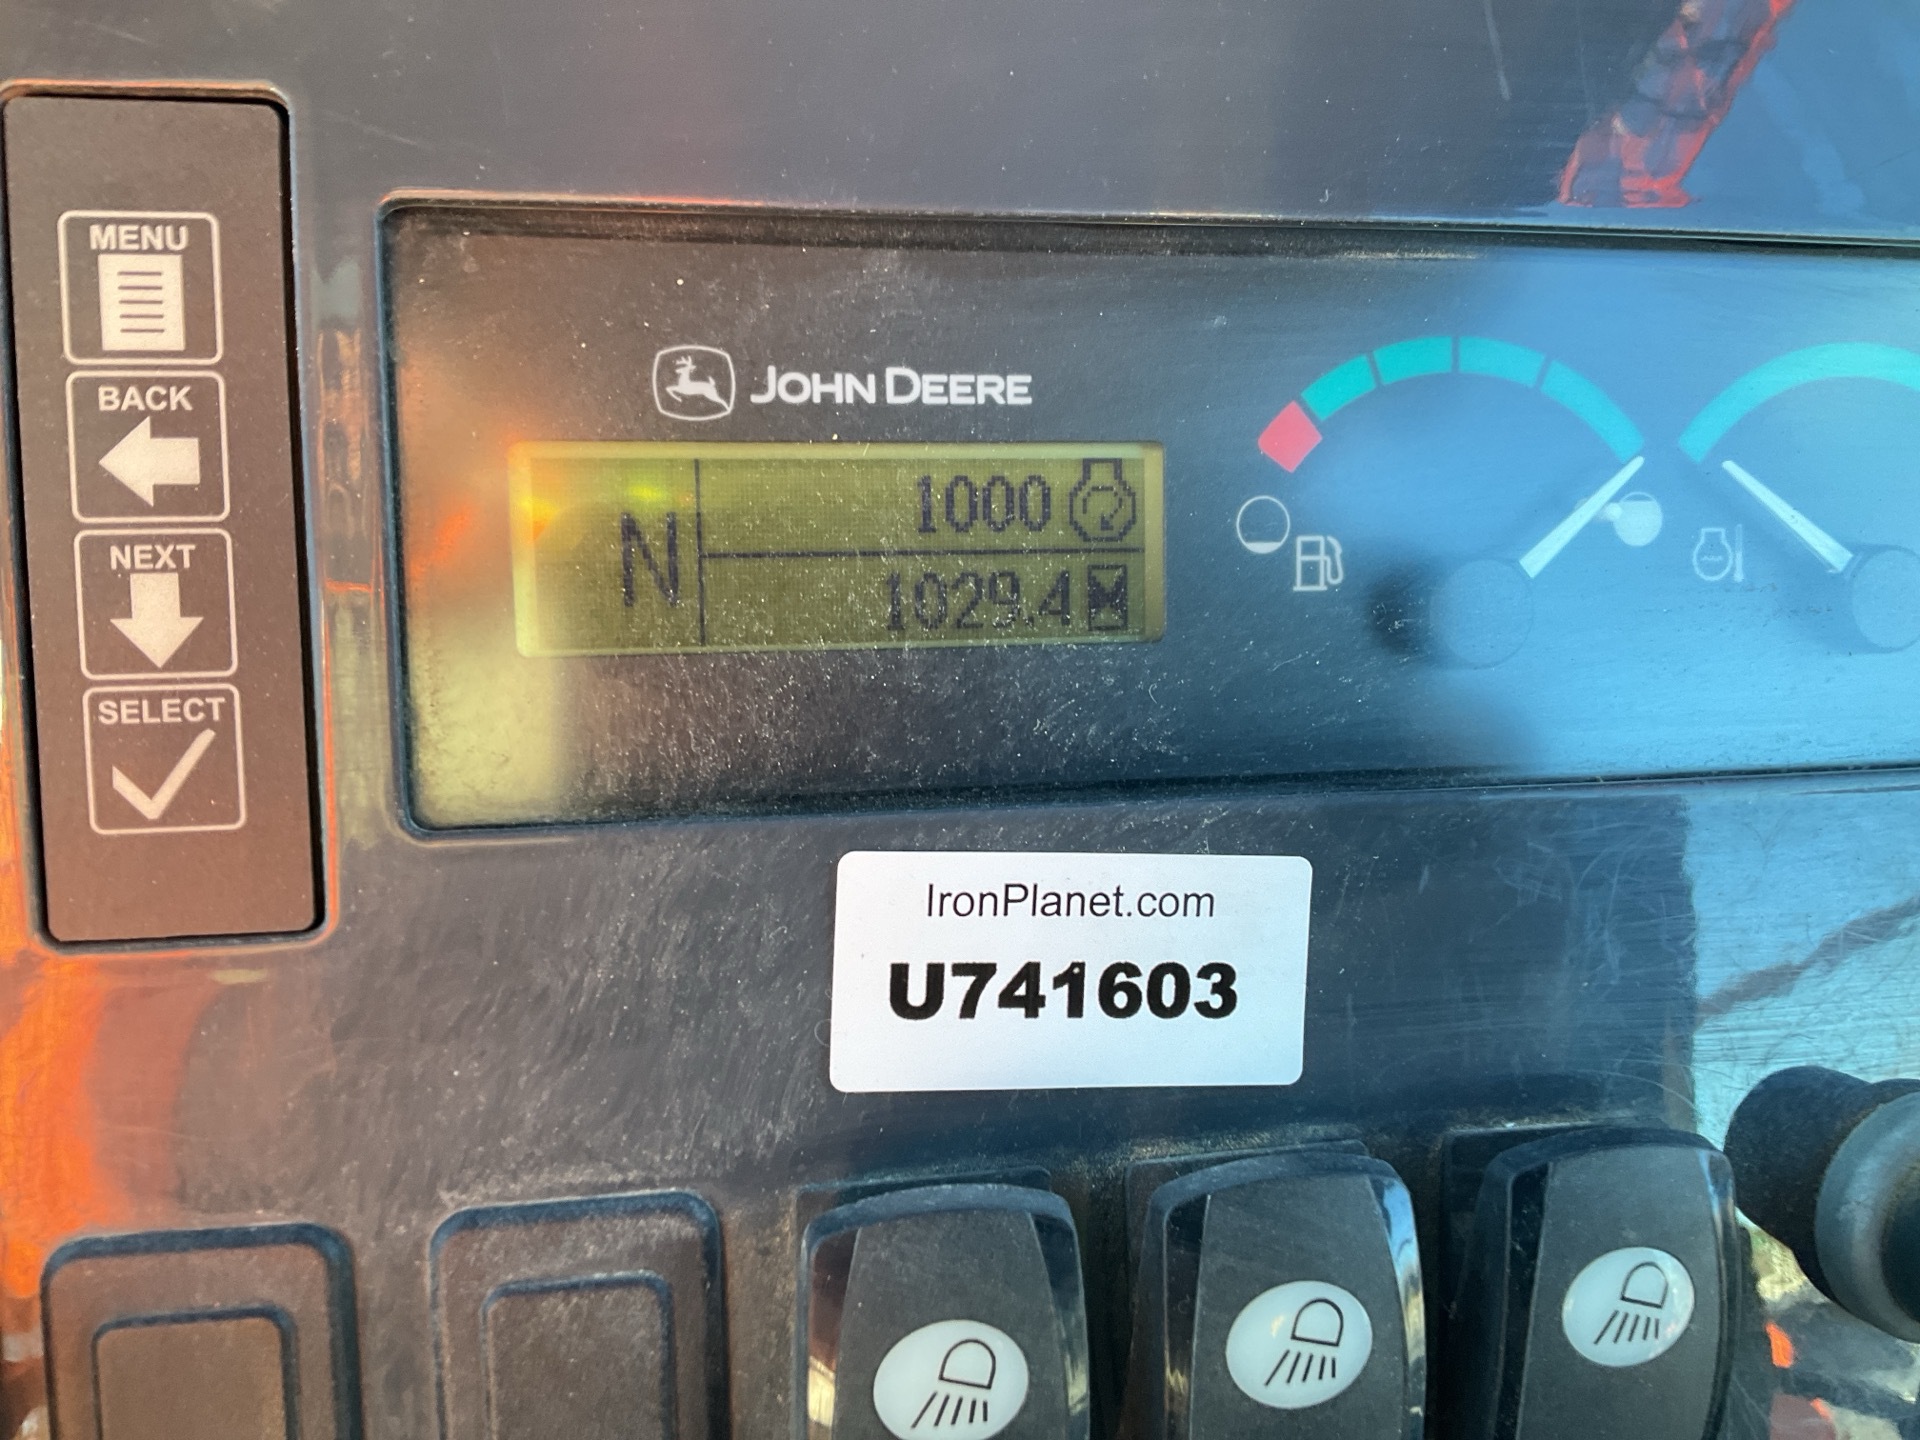 MENU
BACK
NEXT
SELECT
JOHN DEERE
N
1000
1029.4
IronPlanet.com
U741603